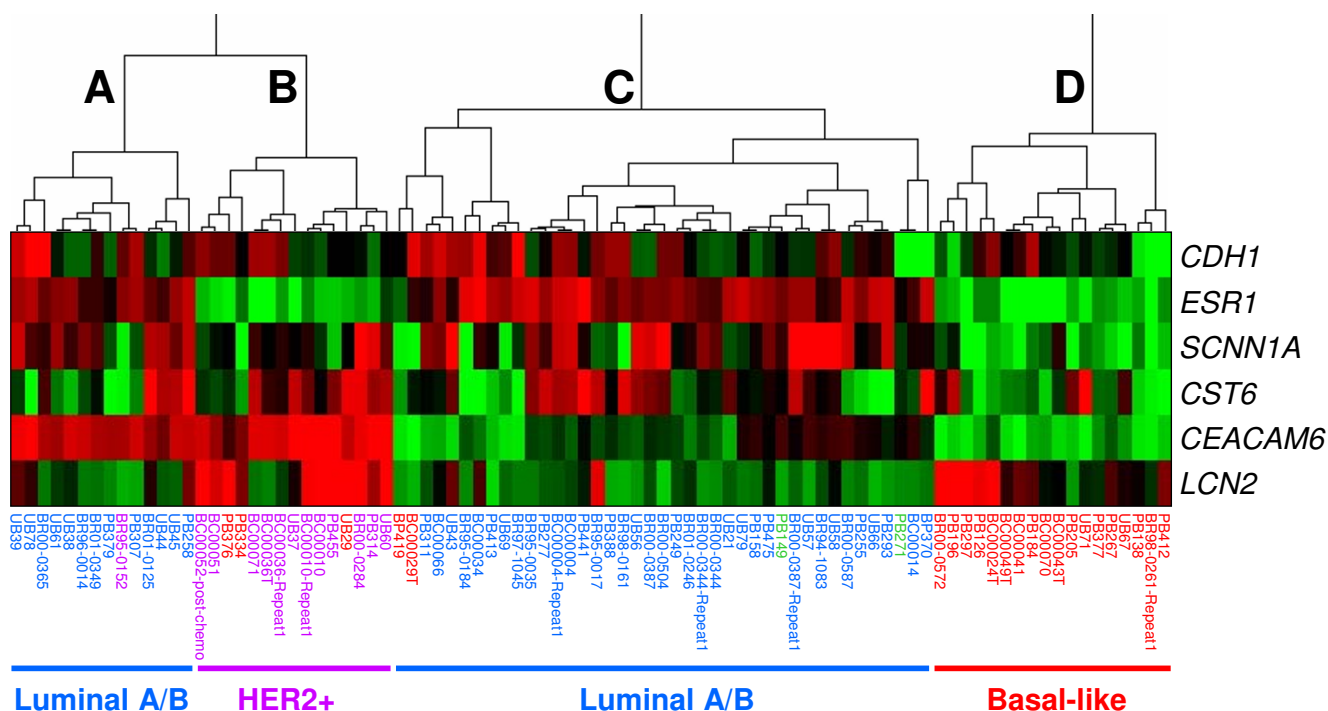 A
B
C
D
CDH1
ESR1
SCNN1A
CST6
CEACAM6
LCN2
UB39
UB78
BR00-0365
UB61
UB38
BR96-0014
BR01-0349
PB379
BR95-0152
PB307
BR01-0125
UB44
UB45
PB258
BC00052-post-chemo
BC00051
PB376
PB334
BC00071
BC00036T
BC00036-Repeat1
UB37
BC00010-Repeat1
BC00010
PB455
UB29
BR00-0284
PB314
UB60
BP419
BC00029T
PB311
BC00066
UB43
BR95-0184
BC00034
PB413
UB69
BR97-1045
BR95-0035
PB277
BC00004-Repeat1
BC00004
PB441
BR95-0017
PB388
BR98-0161
UB56
BR00-0387
BR00-0504
PB249
BR01-0246
BR00-0344-Repeat1
BR00-0344
UB21
UB79
PB158
PB475
PB149
BR00-0387-Repeat1
UB57
BR94-1083
UB58
BR00-0587
PB255
UB66
PB293
PB271
BC00014
BP370
BR00-0572
PB297
PB126
BC00024T
BC00049T
BC00041
PB184
BC00070
BC00043T
PB205
UB71
PB377
PB267
UB67
PB138
BR98-0261-Repeat1
PB412
Luminal A/B
HER2+
Luminal A/B
Basal-like